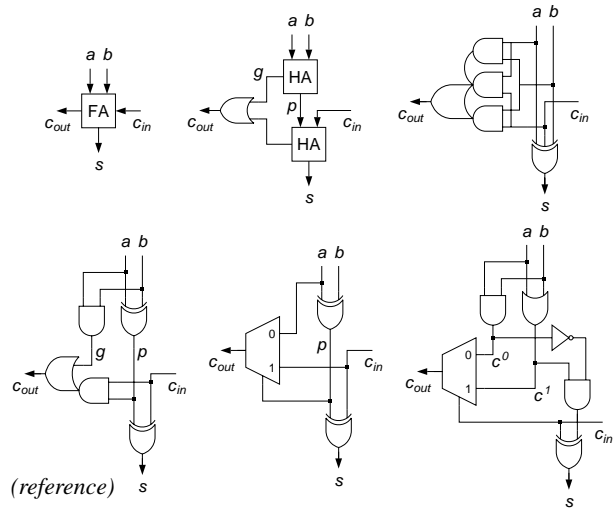 a b
FA
c_out
c_in
s
a b
g
HA
p
c_out
c_in
HA
s
a b
c_out
c_in
s
a b
g p
c_out
c_in
s
(reference)
a b
0
p
c_out
1
c_in
s
a b
0
c^0
c_out
1
c^1
c_in
s